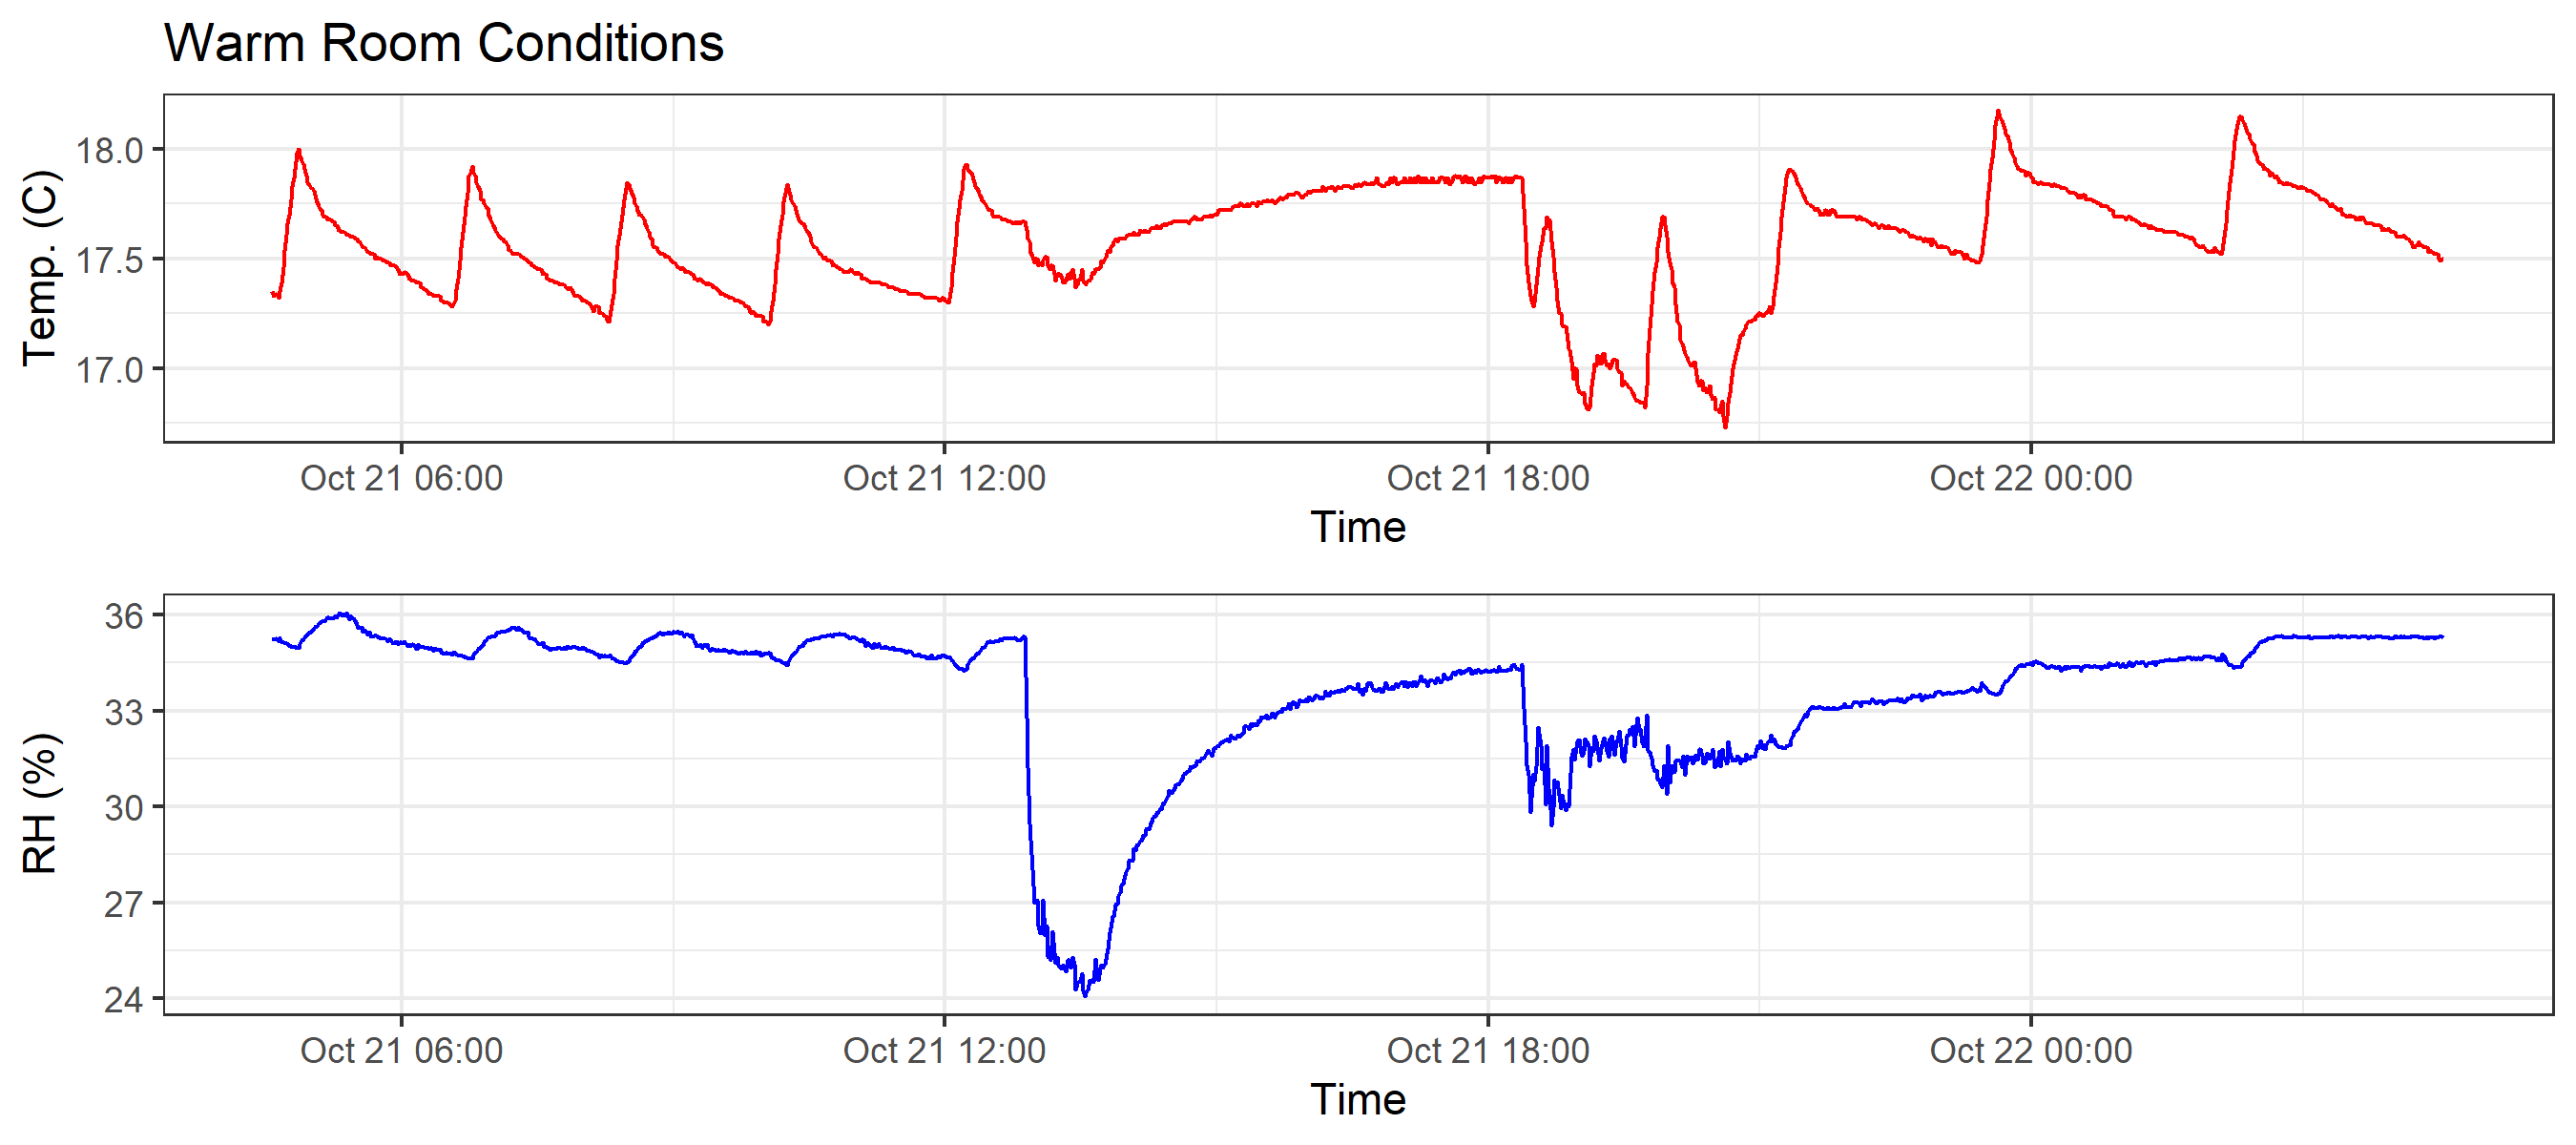 Warm Room Conditions
Temp. (C)
18.0
17.5
17.0
Oct 21 06:00 Oct 21 12:00 Oct 21 18:00 Oct 22 00:00
Time
RH (%)
36
33
30
27
24
Oct 21 06:00 Oct 21 12:00 Oct 21 18:00 Oct 22 00:00
Time